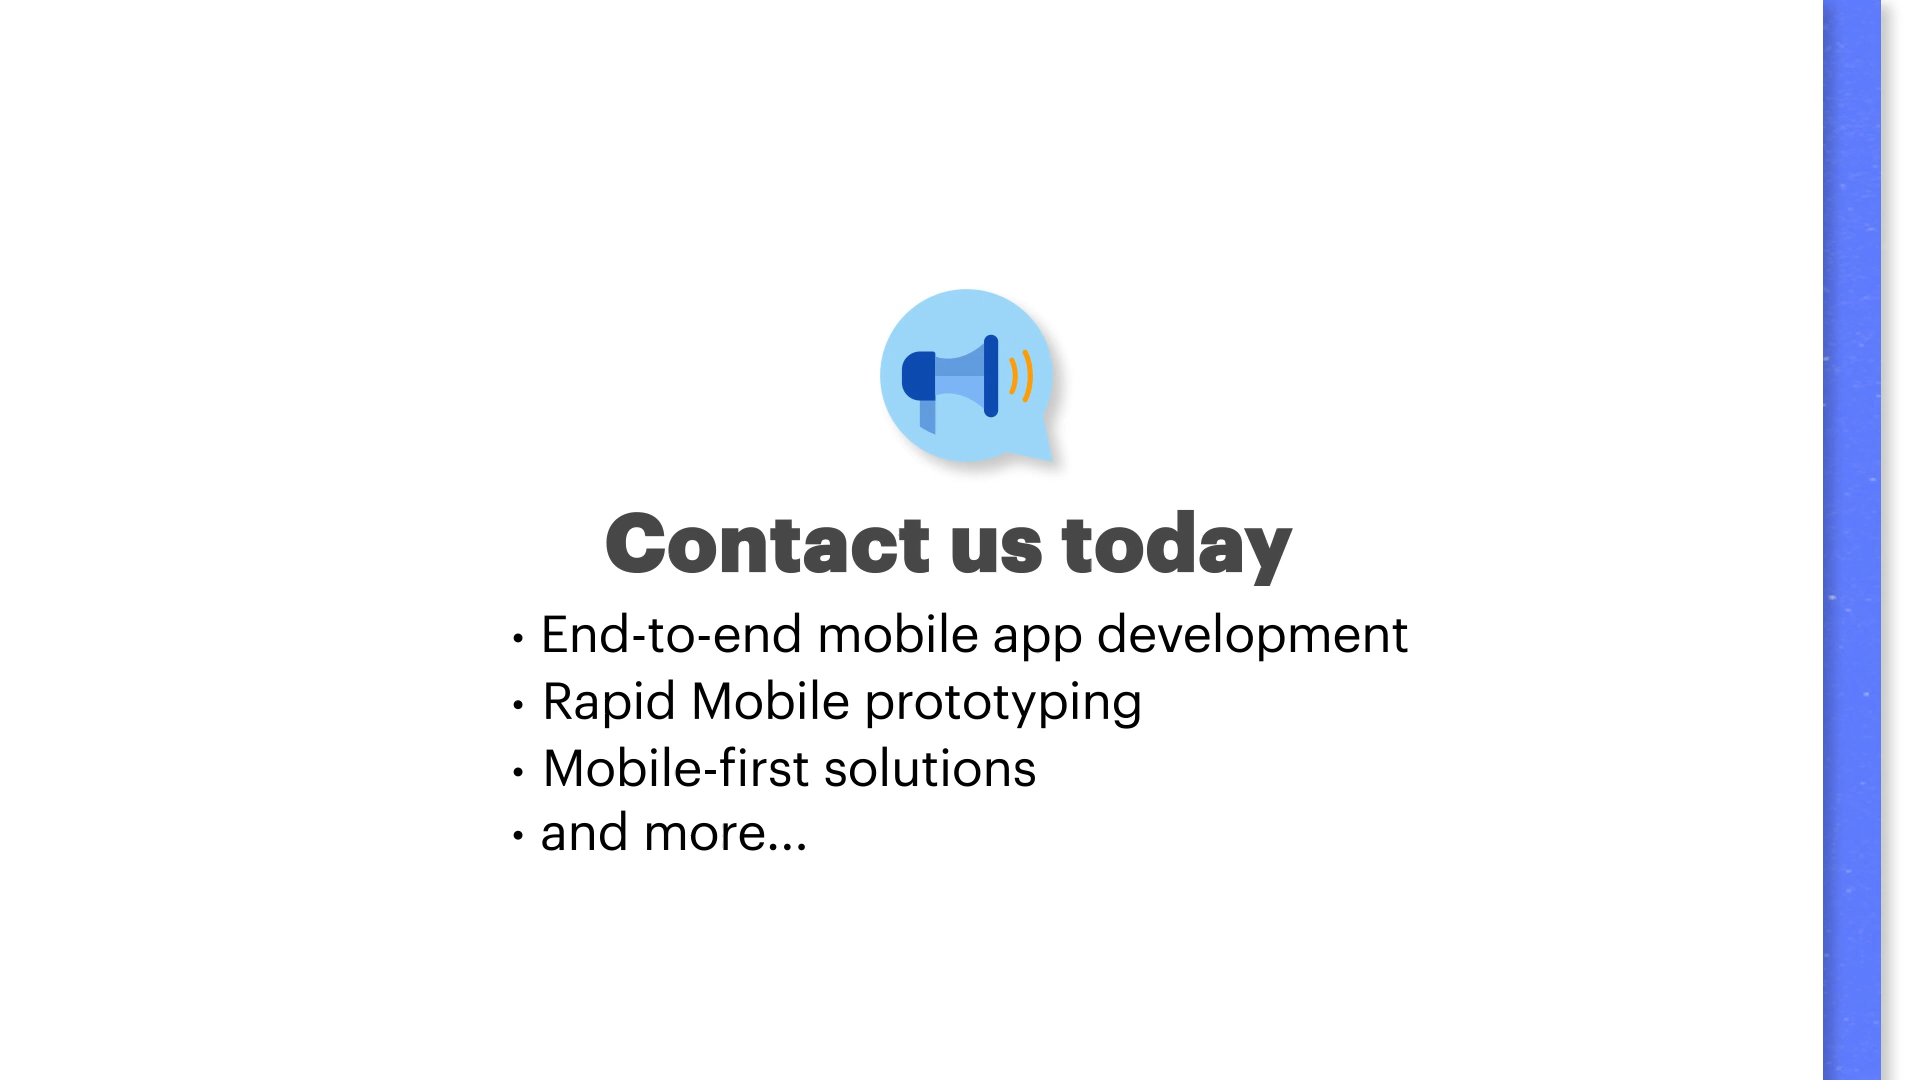 Contact us today
• End-to-end mobile app development
• Rapid Mobile prototyping
• Mobile-first solutions
• and more...